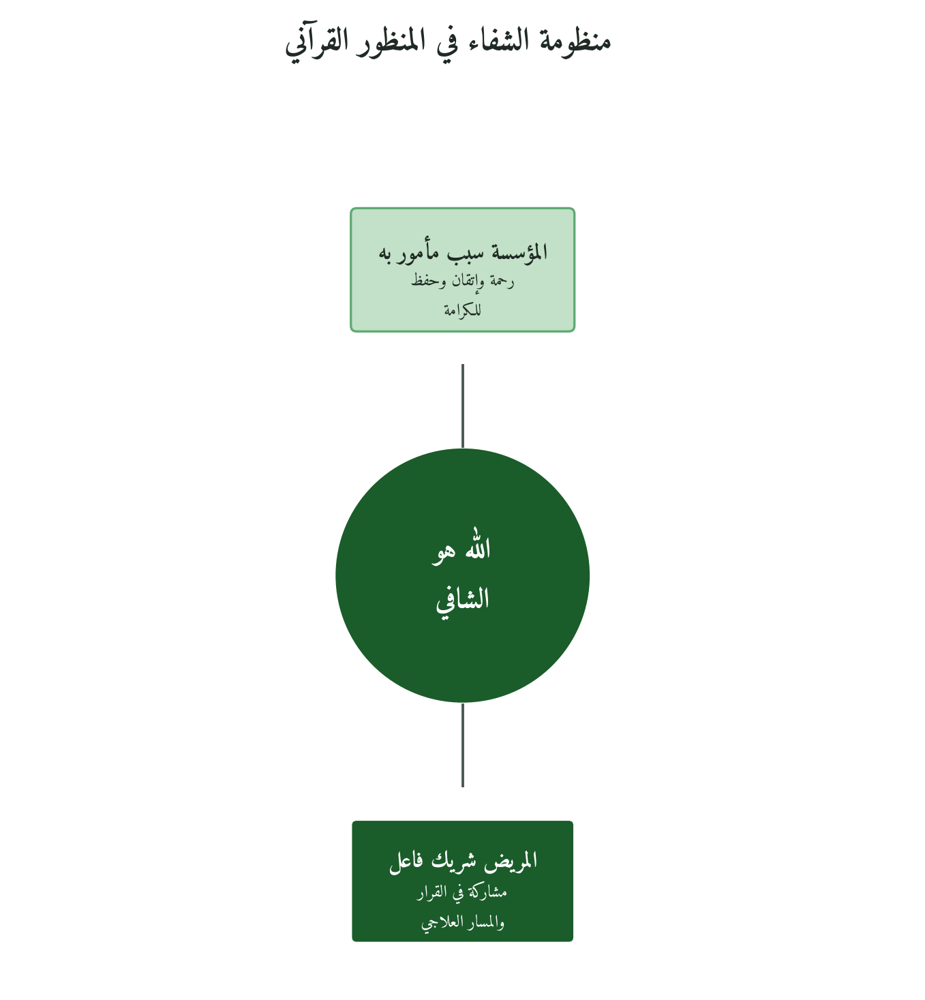 منظومة الشفاء في المنظور القرآني
المؤسسة سبب مأمور به
رحمة وإتقان وحفظ
للكرامة
الله هو
الشافي
المريض شريك فاعل
مشاركة في القرار
والمسار العلاجي